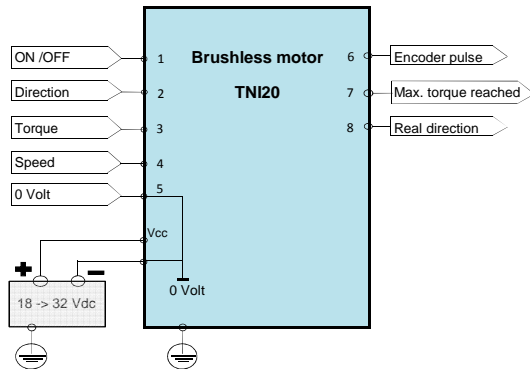 ON /OFF
Direction
Torque
Speed
0 Volt
1
2
3
4
5
Vcc
Brushless motor
TNI20
6
7
8
Encoder pulse
Max. torque reached
Real direction
+
−
18 -> 32 Vdc
0 Volt